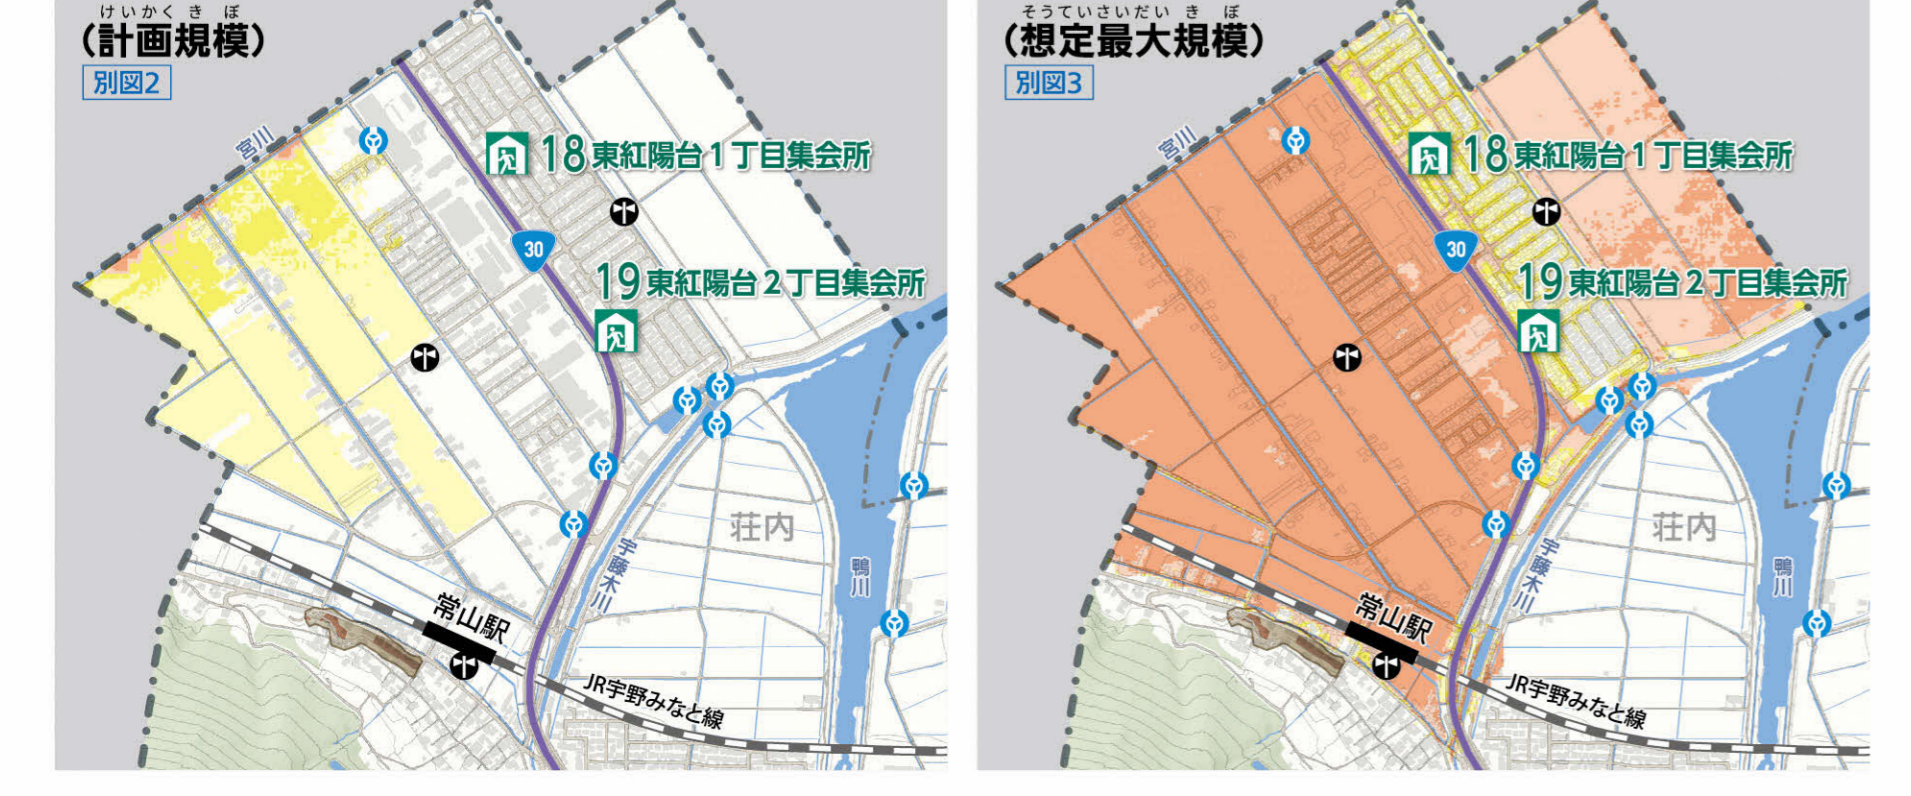 けいかくきぼ
(計画規模)
別図2
宮川
18 東紅陽台1丁目集会所
30
19 東紅陽台2丁目集会所
荘内
宇藤木川
鴨川
常山駅
JR宇野みなと線
そうていさいだいきぼ
(想定最大規模)
別図3
宮川
18 東紅陽台1丁目集会所
30
19 東紅陽台2丁目集会所
荘内
宇藤木川
鴨川
常山駅
JR宇野みなと線